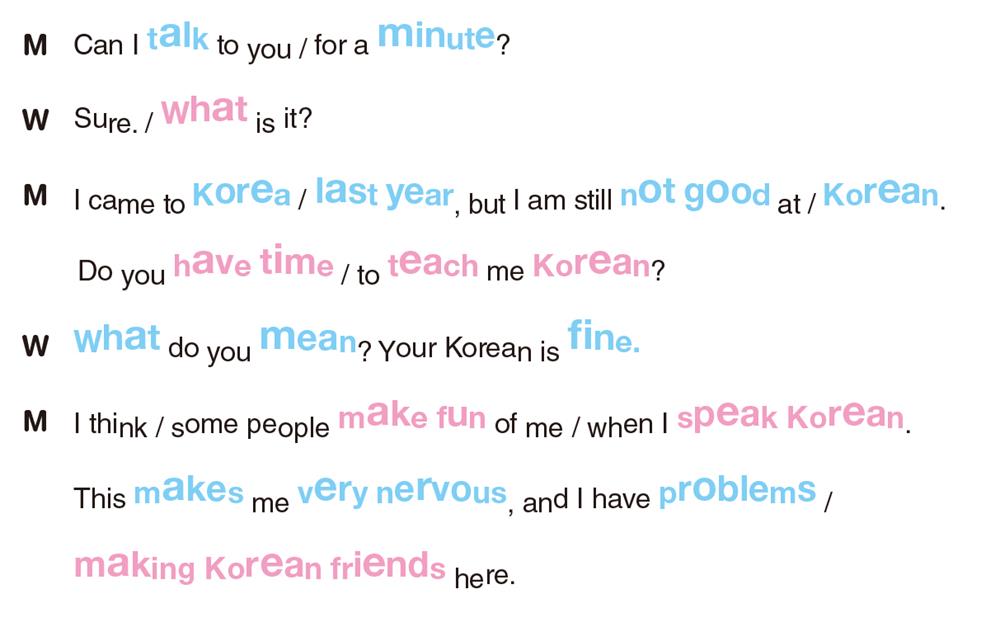 M Can I talk to you / for a minute?
W Sure. / what is it?
M I came to Korea / last year, but I am still not good at / Korean.
Do you have time / to teach me Korean?
W what do you mean? Your Korean is fine.
M I think / some people make fun of me / when I speak Korean.
This makes me very nervous, and I have problems /
making Korean friends here.